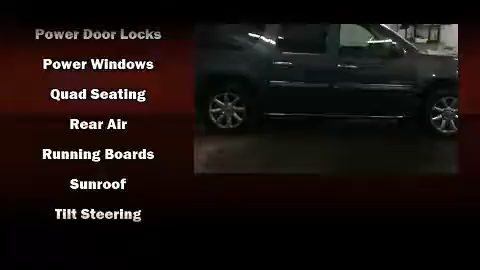 Power Door Locks
Power Windows
Quad Seating
Rear Air
Running Boards
Sunroof
Tilt Steering